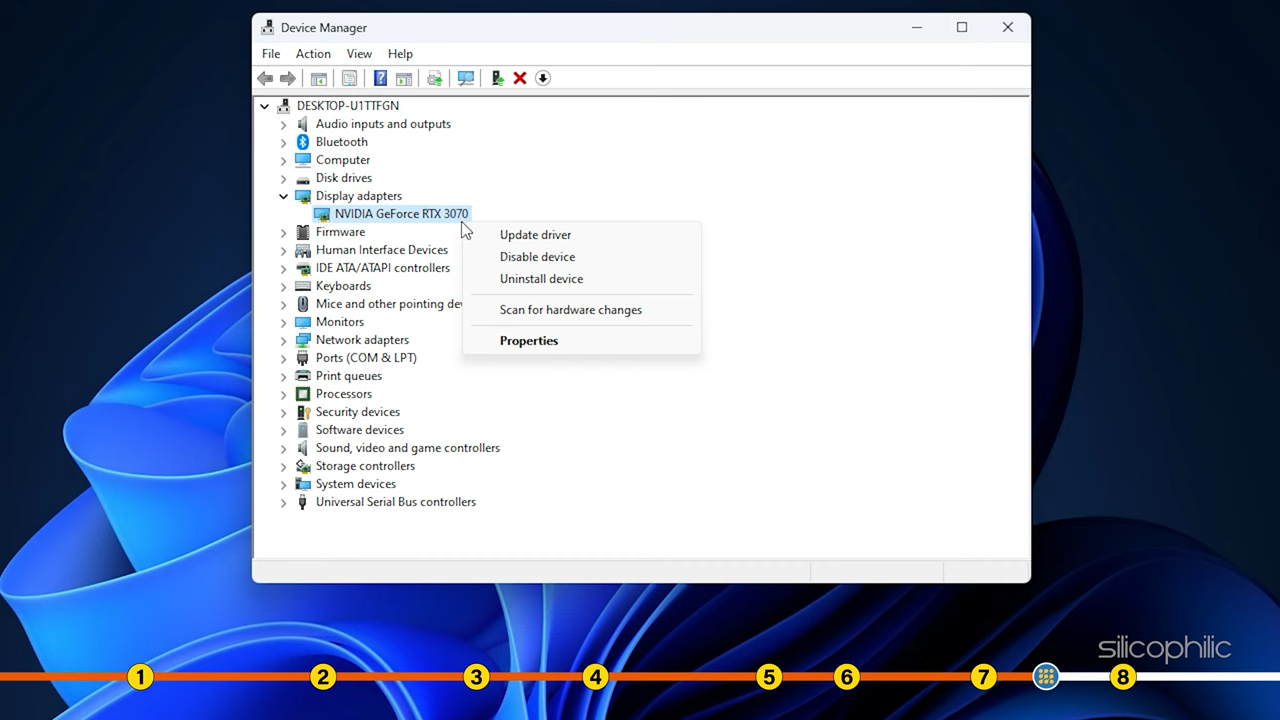 Device Manager
File Action View Help
DESKTOP-U1TTFGN
Audio inputs and outputs
Bluetooth
Computer
Disk drives
Display adapters
NVIDIA GeForce RTX 3070
Firmware
Human Interface Devices
IDE ATA/ATAPI controllers
Keyboards
Mice and other pointing dev
Monitors
Network adapters
Ports (COM & LPT)
Print queues
Processors
Security devices
Software devices
Sound, video and game controllers
Storage controllers
System devices
Universal Serial Bus controllers
Update driver
Disable device
Uninstall device
Scan for hardware changes
Properties
silicophilic
1 2 3 4 5 6 7 8